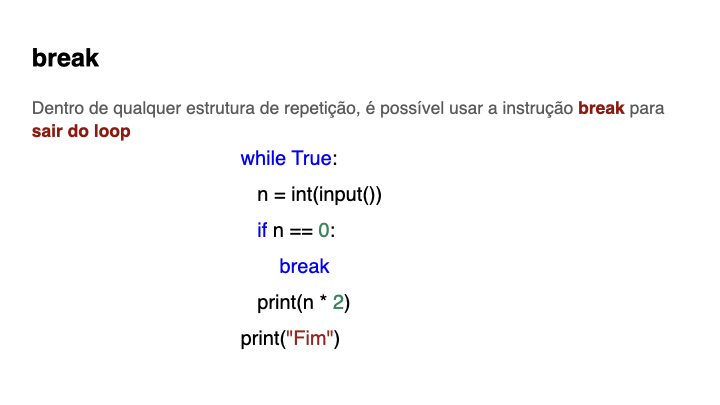 break
Dentro de qualquer estrutura de repetição, é possível usar a instrução break para
sair do loop
while True:
n = int(input())
if n == 0:
break
print(n * 2)
print("Fim")